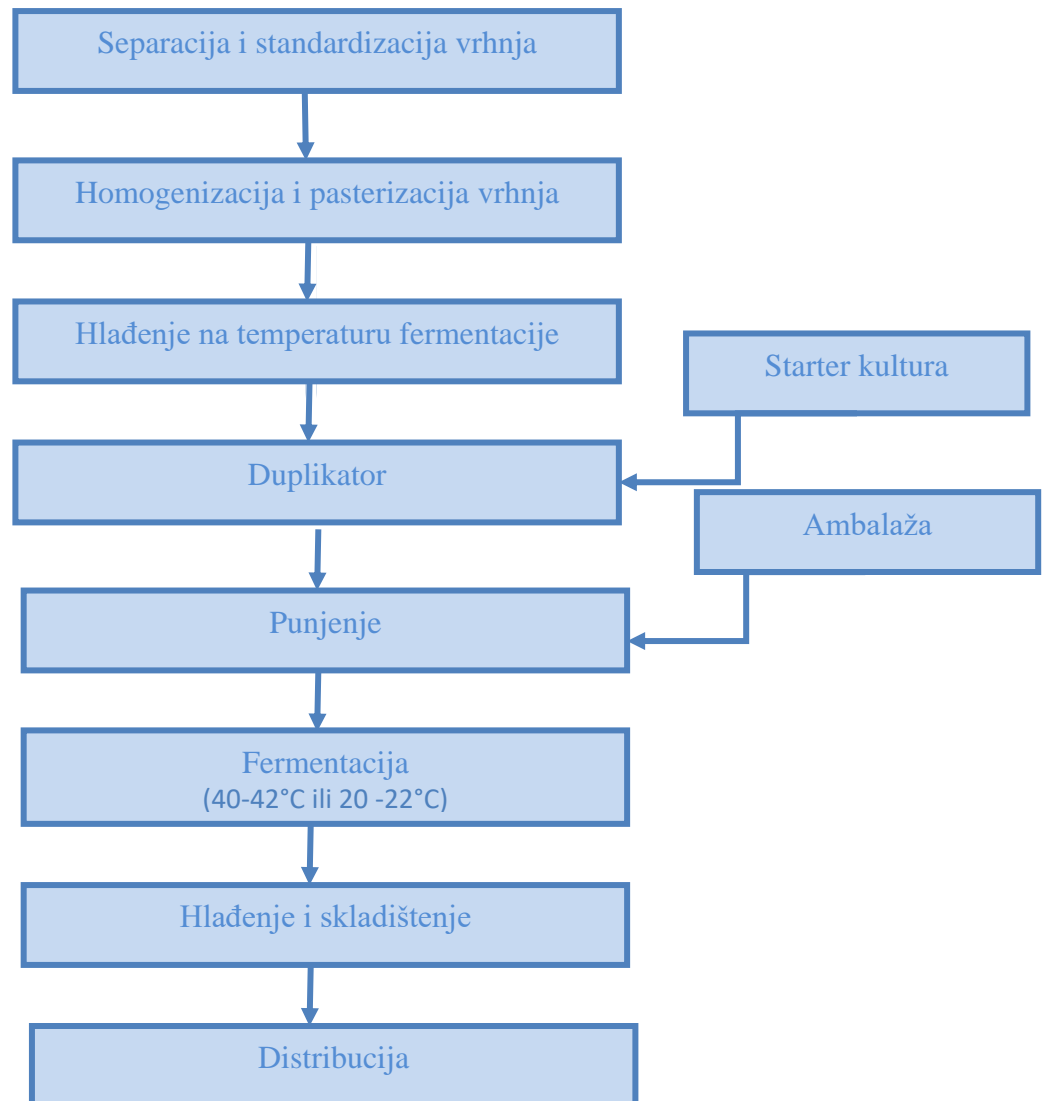 Separacija i standardizacija vrhnja
Homogenizacija i pasterizacija vrhnja
Hlađenje na temperaturu fermentacije
Starter kultura
Duplikator
Ambalaža
Punjenje
Fermentacija
(40-42°C ili 20 -22°C)
Hlađenje i skladištenje
Distribucija